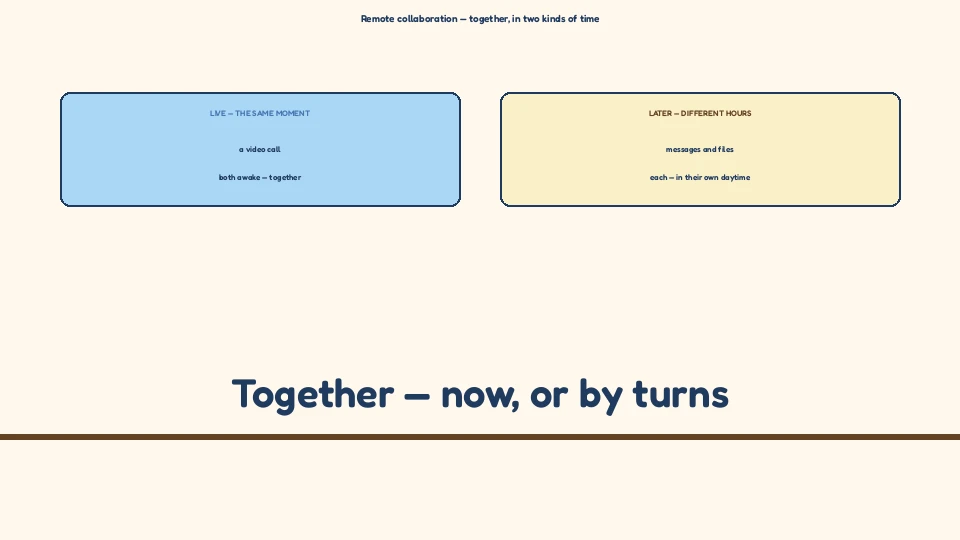 Remote collaboration — together, in two kinds of time
LIVE — THE SAME MOMENT
a video call
both awake — together
LATER — DIFFERENT HOURS
messages and files
each — in their own daytime
Together — now, or by turns